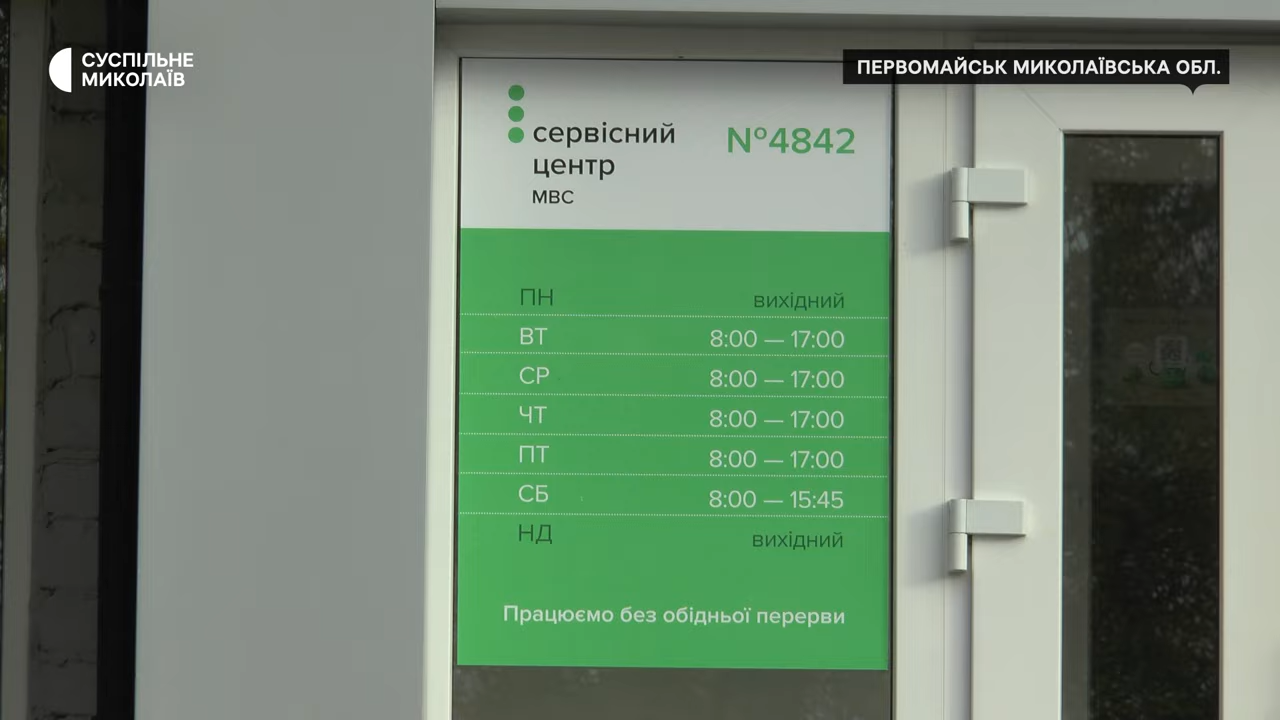 СУСПІЛЬНЕ
МИКОЛАЇВ
ПЕРВОМАЙСЬК МИКОЛАЇВСЬКА ОБЛ.
сервісний
центр
МВС
№4842
ПН вихідний
ВТ 8:00 — 17:00
СР 8:00 — 17:00
ЧТ 8:00 — 17:00
ПТ 8:00 — 17:00
СБ 8:00 — 15:45
НД вихідний
Працюємо без обідньої перерви